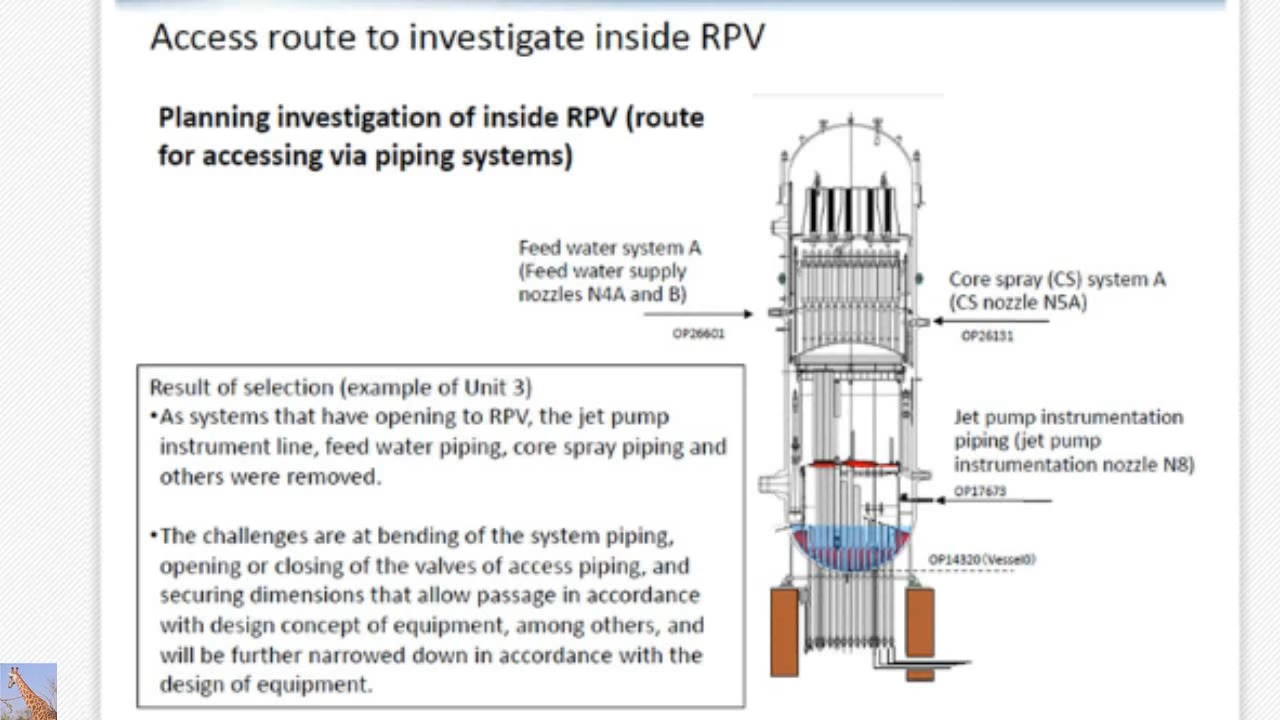 Access route to investigate inside RPV
Planning investigation of inside RPV (route
for accessing via piping systems)
Feed water system A
(Feed water supply
nozzles N4A and B)
OP26601
Core spray (CS) system A
(CS nozzle N5A)
OP26131
Result of selection (example of Unit 3)
•As systems that have opening to RPV, the jet pump
instrument line, feed water piping, core spray piping and
others were removed.
Jet pump instrumentation
piping (jet pump
instrumentation nozzle N8)
OP17673
•The challenges are at bending of the system piping,
opening or closing of the valves of access piping, and
securing dimensions that allow passage in accordance
with design concept of equipment, among others, and
will be further narrowed down in accordance with the
design of equipment.
OP14320(Vessel0)